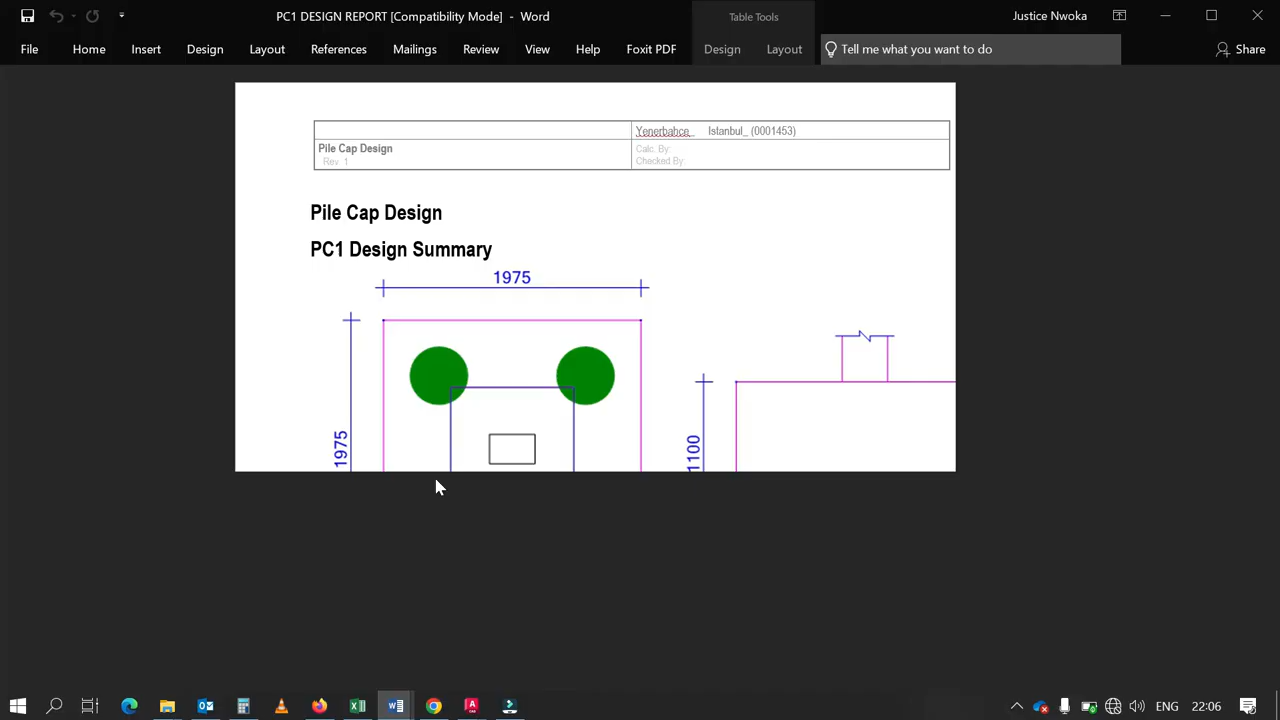 PC1 DESIGN REPORT [Compatibility Mode] - Word
Table Tools
Justice Nwoka
File Home Insert Design Layout References Mailings Review View Help Foxit PDF Design Layout Tell me what you want to do Share
Yenerbahce_ Istanbul_ (0001453)
Pile Cap Design
Rev 1
Calc. By:
Checked By:
Pile Cap Design
PC1 Design Summary
1975
1975
1100
ENG 22:06